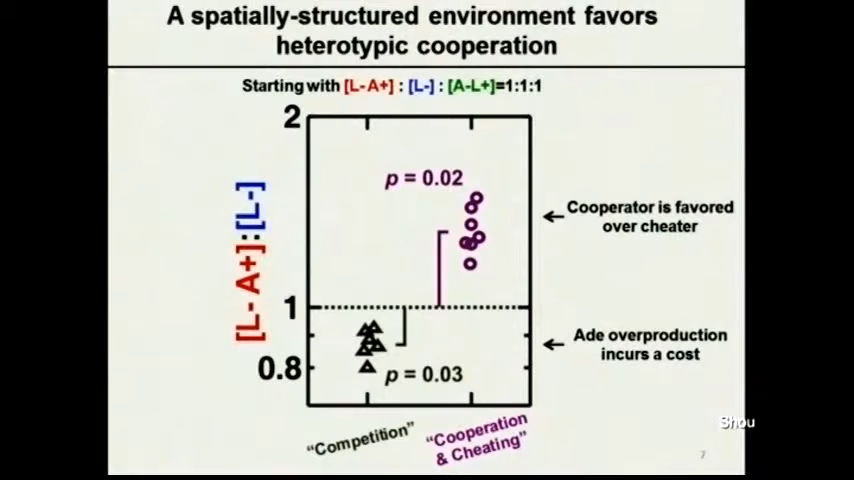 A spatially-structured environment favors
heterotypic cooperation
Starting with [L- A+] : [L-] : [A-L+]=1:1:1
2
p = 0.02
Cooperator is favored
over cheater
[L- A+]:[L-]
1
Ade overproduction
incurs a cost
0.8
p = 0.03
"Competition"
"Cooperation
& Cheating"
Shou
7